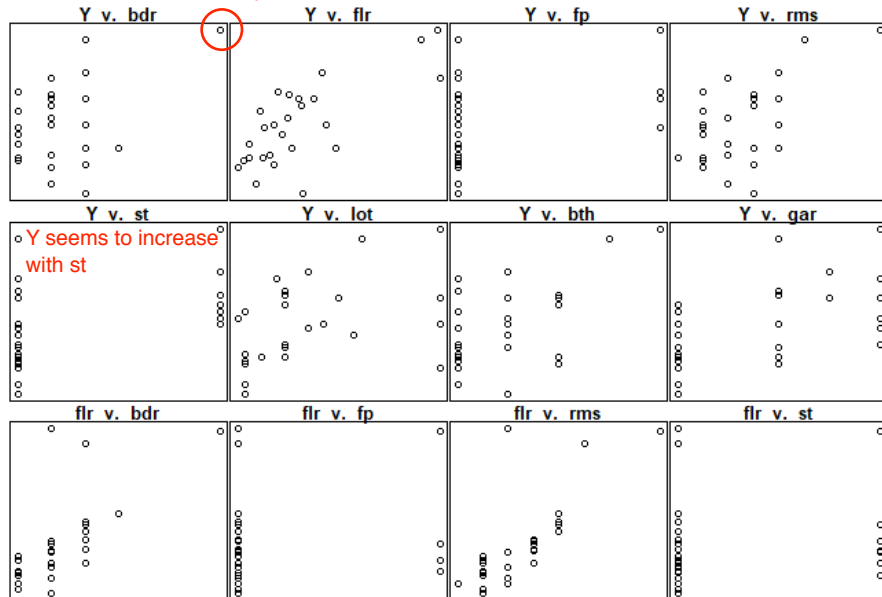 Y v. bdr
Y v. flr
Y v. fp
Y v. rms
Y v. st
Y v. lot
Y v. bth
Y v. gar
Y seems to increase
with st
flr v. bdr
flr v. fp
flr v. rms
flr v. st